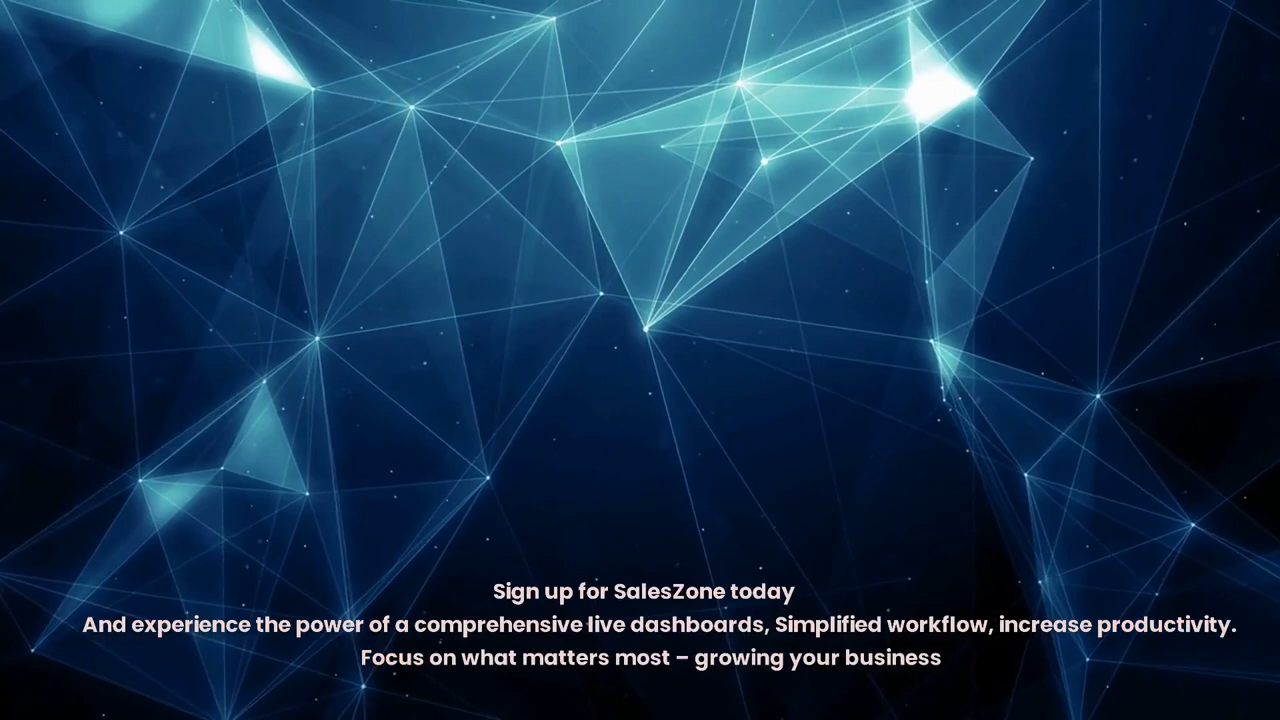 Sign up for SalesZone today
And experience the power of a comprehensive live dashboards, Simplified workflow, increase productivity.
Focus on what matters most – growing your business